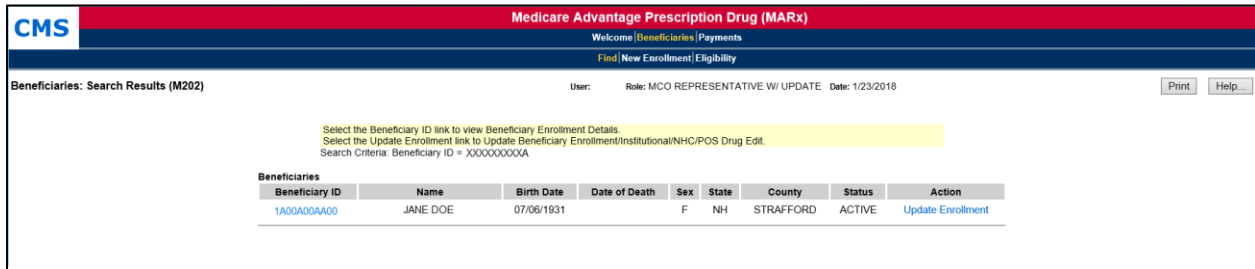 CMS
Medicare Advantage Prescription Drug (MARx)
Welcome|Beneficiaries|Payments
Find|New Enrollment|Eligibility
Beneficiaries: Search Results (M202) User: Role: MCO REPRESENTATIVE W/ UPDATE Date: 1/23/2018 Print Help...
Select the Beneficiary ID link to view Beneficiary Enrollment Details.
Select the Update Enrollment link to Update Beneficiary Enrollment/Institutional/NHC/POS Drug Edit.
Search Criteria: Beneficiary ID = XXXXXXXXXA
Beneficiaries
Beneficiary ID Name Birth Date Date of Death Sex State County Status Action
1A00A00AA00 JANE DOE 07/06/1931 F NH STRAFFORD ACTIVE Update Enrollment